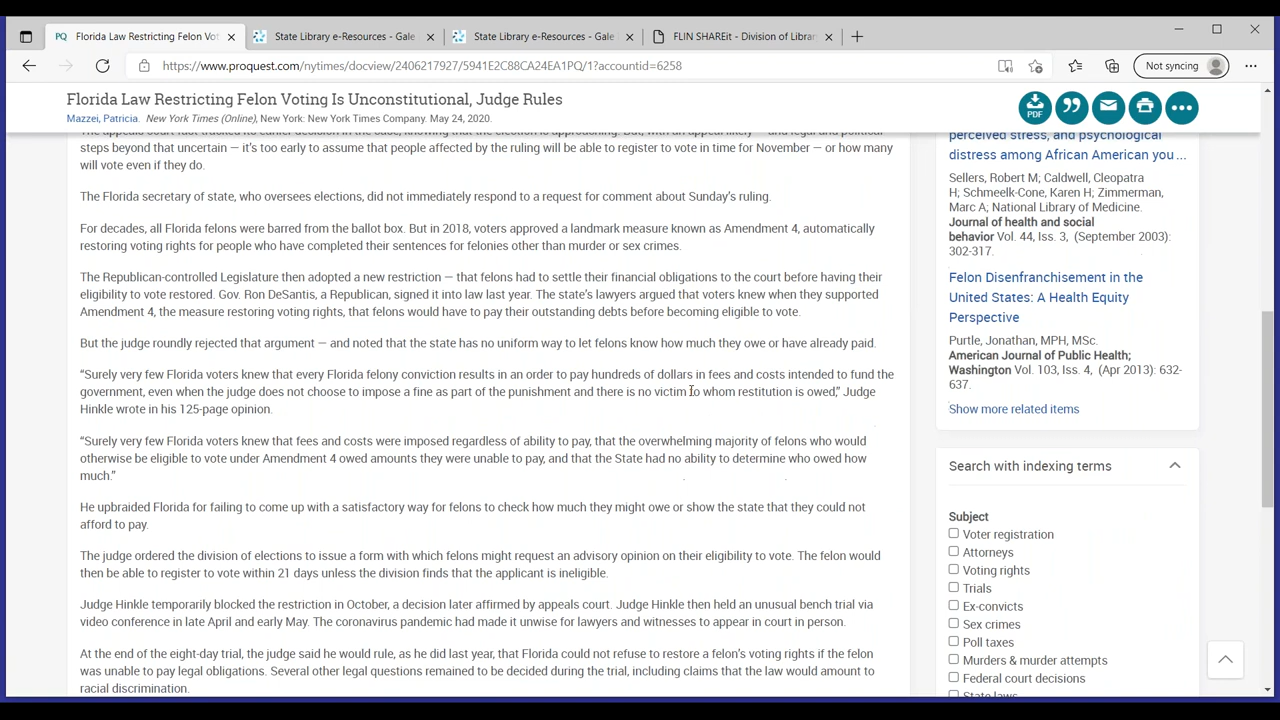 Florida Law Restricting Felon Vot
State Library e-Resources - Gale
State Library e-Resources - Gale
FLIN SHAREit - Division of Librar
https://www.proquest.com/nytimes/docview/2406217927/5941E2C88CA24EA1PQ/1?accountid=6258
Not syncing
Florida Law Restricting Felon Voting Is Unconstitutional, Judge Rules
Mazzei, Patricia. New York Times (Online), New York: New York Times Company. May 24, 2020.
PDF
The appeals court fast-tracked its earlier decision in the case, knowing that the election is approaching. But, with an appeal likely — and legal and political
steps beyond that uncertain — it's too early to assume that people affected by the ruling will be able to register to vote in time for November — or how many
will vote even if they do.
The Florida secretary of state, who oversees elections, did not immediately respond to a request for comment about Sunday's ruling.
For decades, all Florida felons were barred from the ballot box. But in 2018, voters approved a landmark measure known as Amendment 4, automatically
restoring voting rights for people who have completed their sentences for felonies other than murder or sex crimes.
The Republican-controlled Legislature then adopted a new restriction — that felons had to settle their financial obligations to the court before having their
eligibility to vote restored. Gov. Ron DeSantis, a Republican, signed it into law last year. The state's lawyers argued that voters knew when they supported
Amendment 4, the measure restoring voting rights, that felons would have to pay their outstanding debts before becoming eligible to vote.
But the judge roundly rejected that argument — and noted that the state has no uniform way to let felons know how much they owe or have already paid.
“Surely very few Florida voters knew that every Florida felony conviction results in an order to pay hundreds of dollars in fees and costs intended to fund the
government, even when the judge does not choose to impose a fine as part of the punishment and there is no victim to whom restitution is owed,” Judge
Hinkle wrote in his 125-page opinion.
“Surely very few Florida voters knew that fees and costs were imposed regardless of ability to pay, that the overwhelming majority of felons who would
otherwise be eligible to vote under Amendment 4 owed amounts they were unable to pay, and that the State had no ability to determine who owed how
much.”
He upbraided Florida for failing to come up with a satisfactory way for felons to check how much they might owe or show the state that they could not
afford to pay.
The judge ordered the division of elections to issue a form with which felons might request an advisory opinion on their eligibility to vote. The felon would
then be able to register to vote within 21 days unless the division finds that the applicant is ineligible.
Judge Hinkle temporarily blocked the restriction in October, a decision later affirmed by appeals court. Judge Hinkle then held an unusual bench trial via
video conference in late April and early May. The coronavirus pandemic had made it unwise for lawyers and witnesses to appear in court in person.
At the end of the eight-day trial, the judge said he would rule, as he did last year, that Florida could not refuse to restore a felon's voting rights if the felon
was unable to pay legal obligations. Several other legal questions remained to be decided during the trial, including claims that the law would amount to
racial discrimination.
perceived stress, and psychological
distress among African American you ...
Sellers, Robert M; Caldwell, Cleopatra
H; Schmeelk-Cone, Karen H; Zimmerman,
Marc A; National Library of Medicine.
Journal of health and social
behavior Vol. 44, Iss. 3, (September 2003):
302-317.
Felon Disenfranchisement in the
United States: A Health Equity
Perspective
Purtle, Jonathan, MPH, MSc.
American Journal of Public Health;
Washington Vol. 103, Iss. 4, (Apr 2013): 632-
637.
Show more related items
Search with indexing terms
Subject
Voter registration
Attorneys
Voting rights
Trials
Ex-convicts
Sex crimes
Poll taxes
Murders & murder attempts
Federal court decisions
State laws